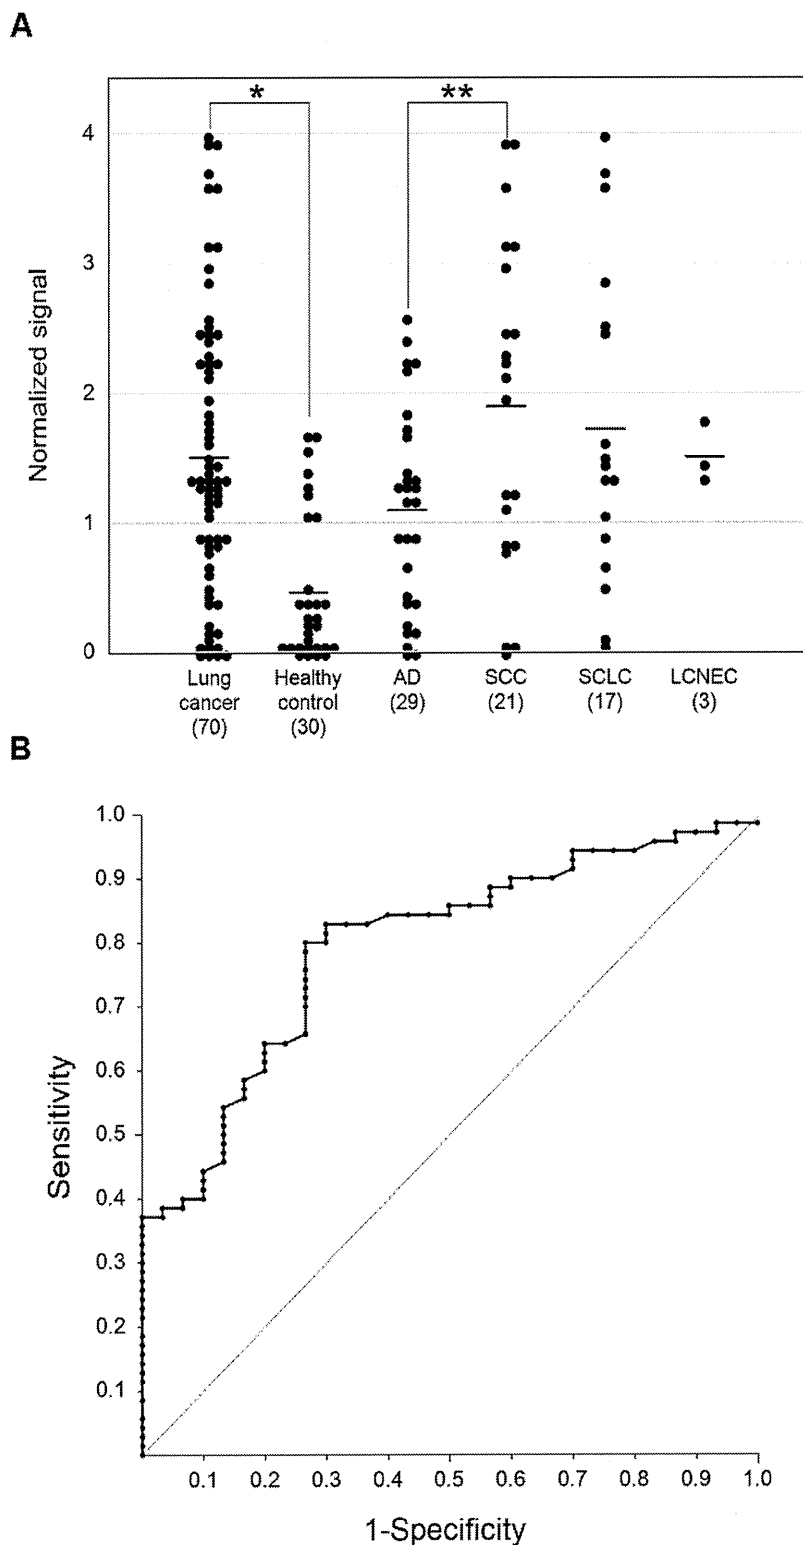 A
* **
4
3
2
1
0
Normalized signal
Lung Healthy AD SCC SCLC LCNEC
cancer control (29) (21) (17) (3)
(70) (30)
B
1.0
0.9
0.8
0.7
0.6
0.5
0.4
0.3
0.2
0.1
Sensitivity
0.1 0.2 0.3 0.4 0.5 0.6 0.7 0.8 0.9 1.0
1-Specificity